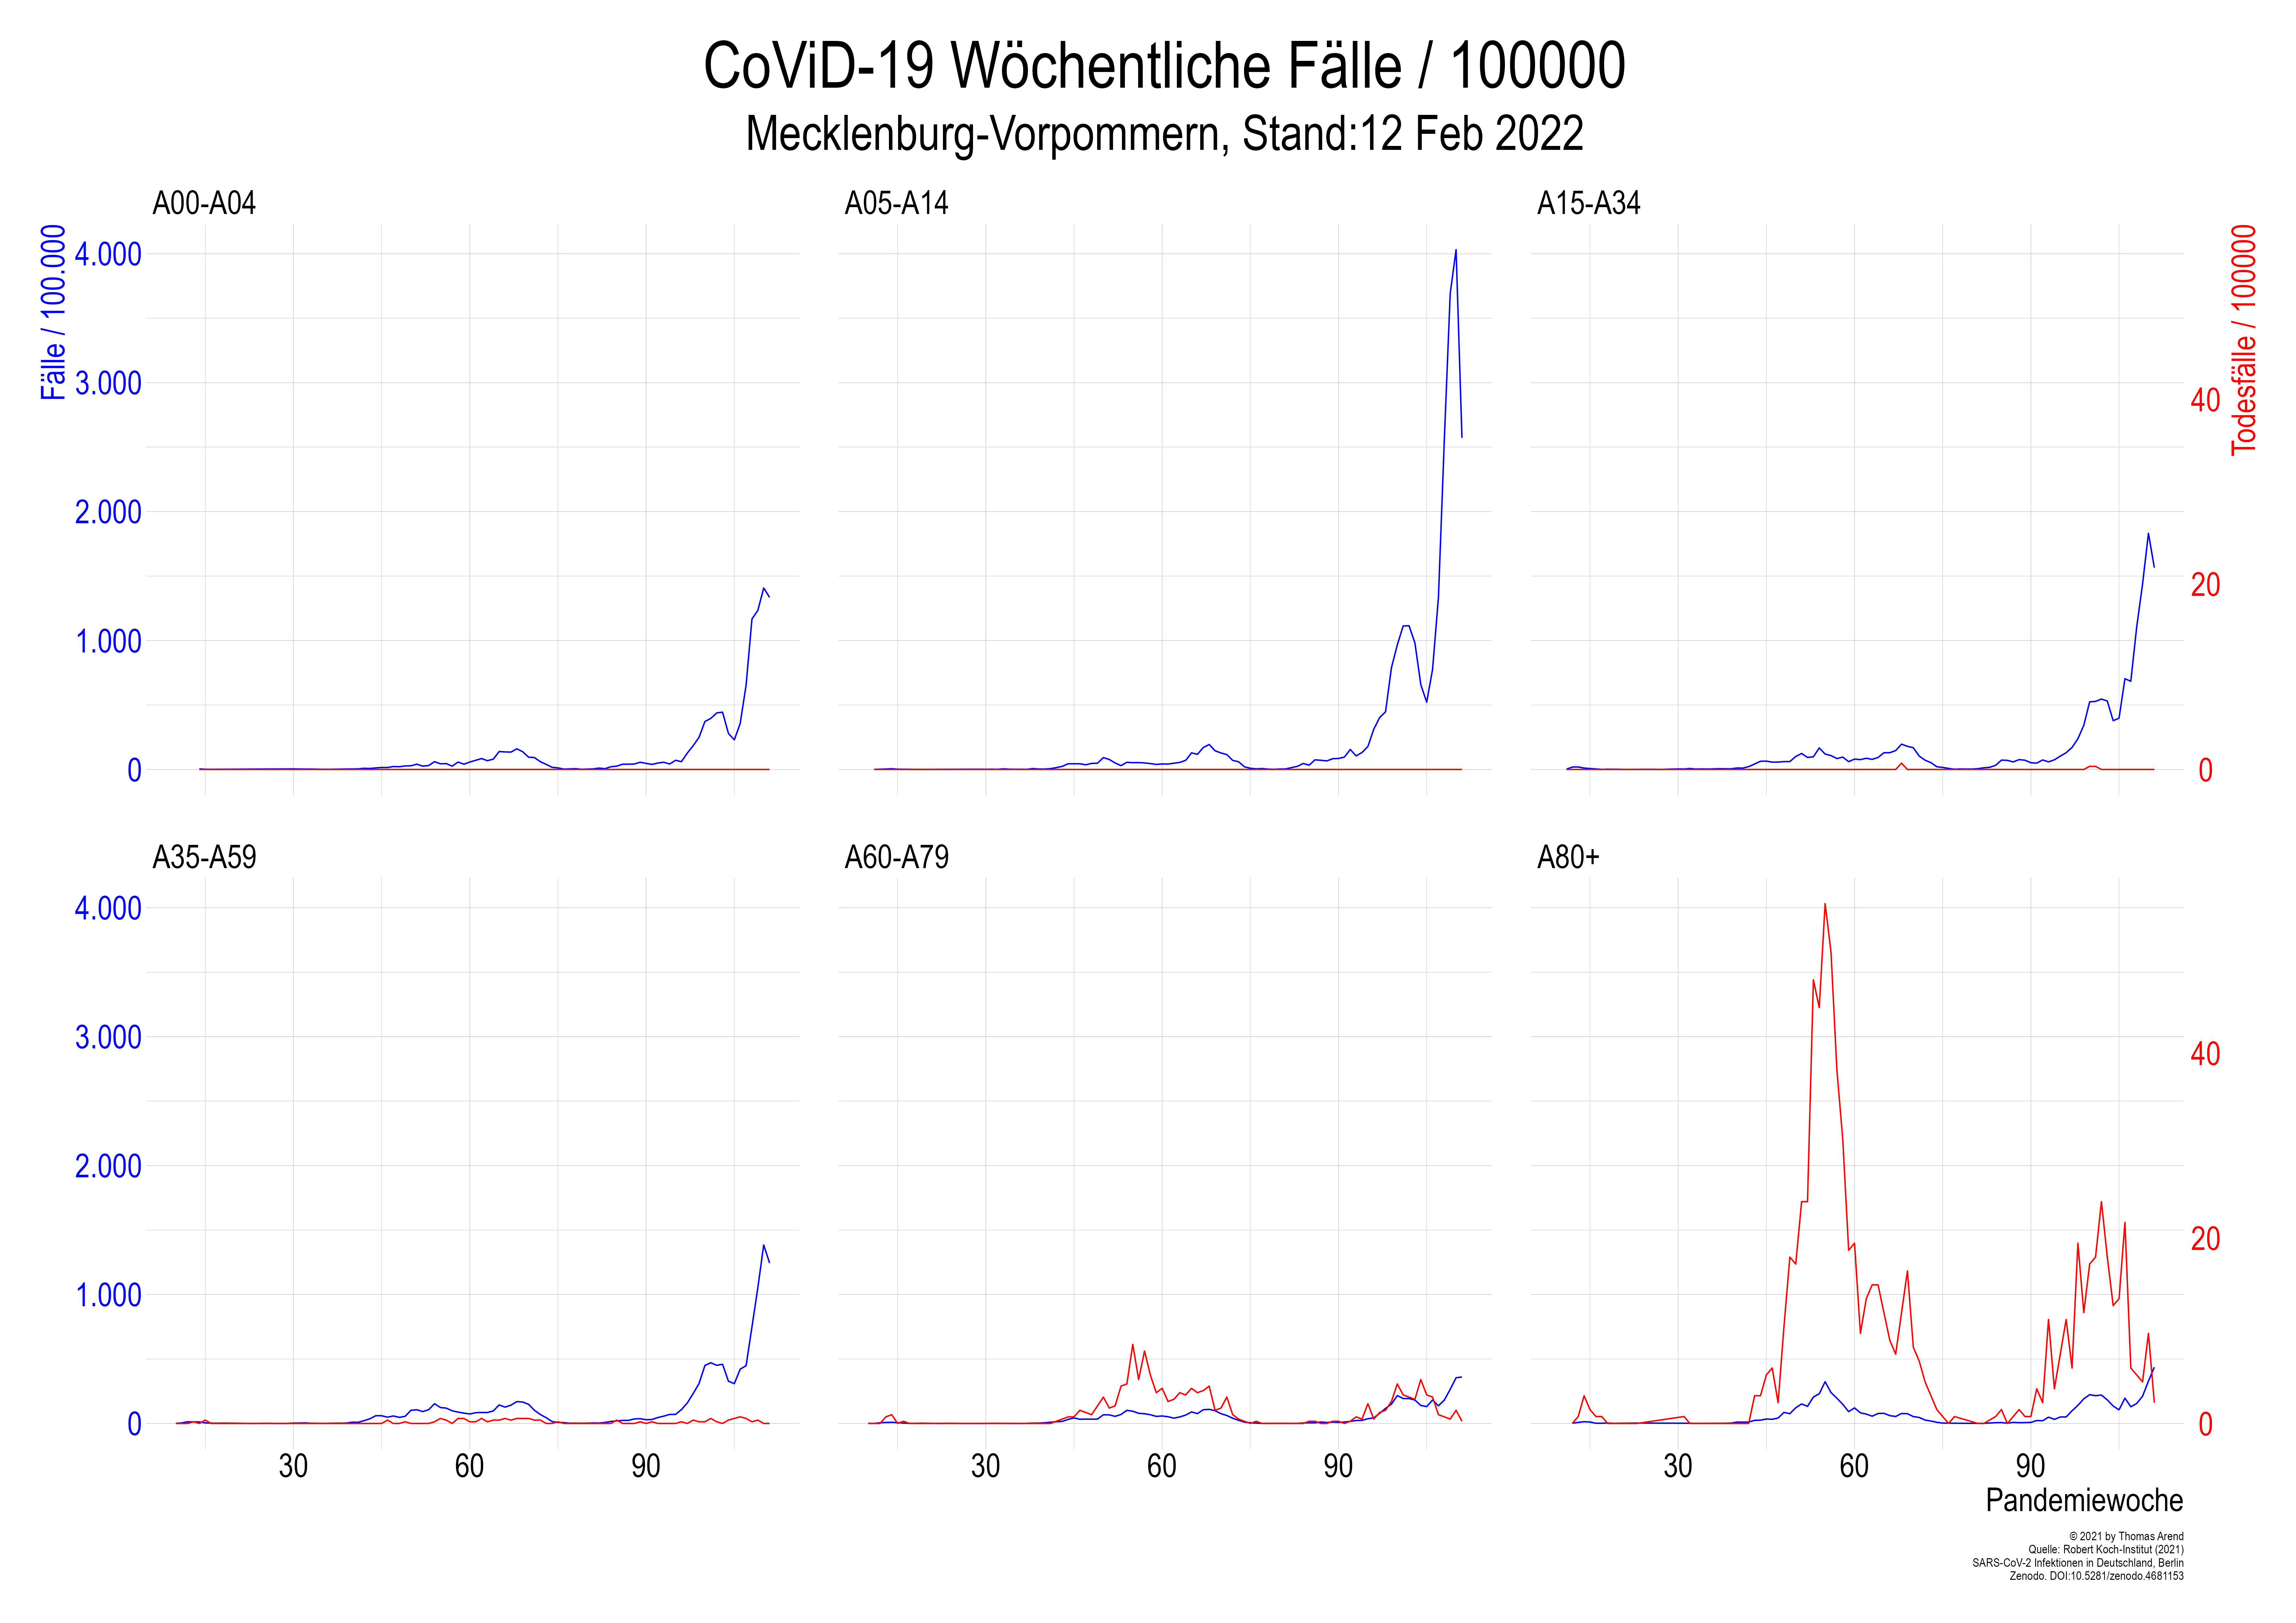 CoViD-19 Wöchentliche Fälle / 100000
Mecklenburg-Vorpommern, Stand:12 Feb 2022
A00-A04
A05-A14
A15-A34
Fälle / 100.000
4.000
3.000
2.000
1.000
0
Todesfälle / 100000
40
20
0
A35-A59
A60-A79
A80+
4.000
3.000
2.000
1.000
0
40
20
0
30
60
90
30
60
90
30
60
90
Pandemiewoche
© 2021 by Thomas Arend
Quelle: Robert Koch-Institut (2021)
SARS-CoV-2 Infektionen in Deutschland, Berlin
Zenodo. DOI:10.5281/zenodo.4681153